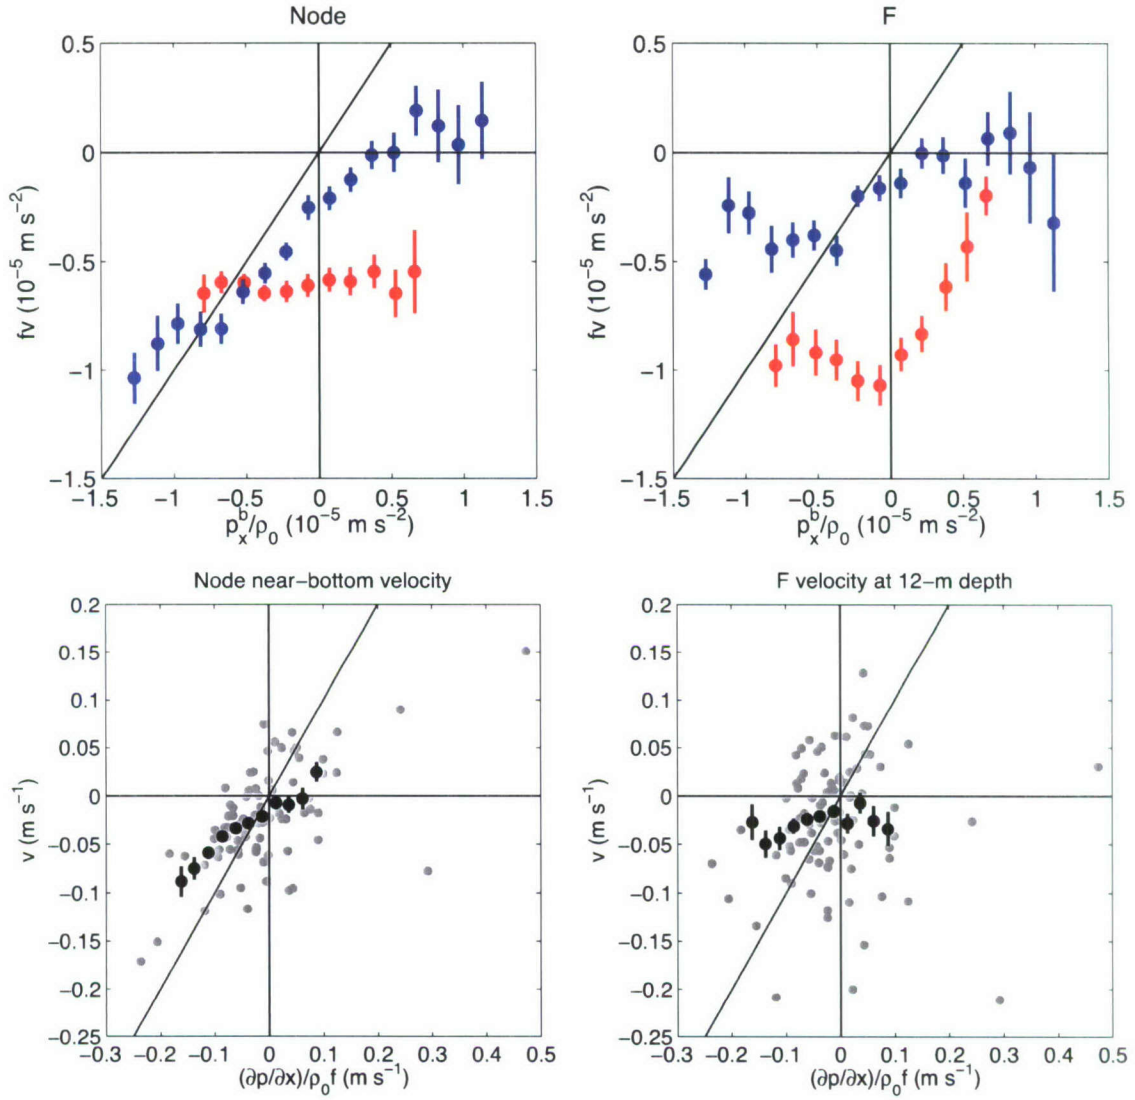 Node
0.5
0
−0.5
−1
−1.5
fv (10⁻⁵ m s⁻²)
−1.5 −1 −0.5 0 0.5 1 1.5
pₓᵇ/ρ₀ (10⁻⁵ m s⁻²)
F
0.5
0
−0.5
−1
−1.5
fv (10⁻⁵ m s⁻²)
−1.5 −1 −0.5 0 0.5 1 1.5
pₓᵇ/ρ₀ (10⁻⁵ m s⁻²)
Node near−bottom velocity
0.2
0.15
0.1
0.05
0
−0.05
−0.1
−0.15
−0.2
−0.25
v (m s⁻¹)
−0.3 −0.2 −0.1 0 0.1 0.2 0.3 0.4 0.5
(∂p/∂x)/ρ₀f (m s⁻¹)
F velocity at 12−m depth
0.2
0.15
0.1
0.05
0
−0.05
−0.1
−0.15
−0.2
−0.25
v (m s⁻¹)
−0.3 −0.2 −0.1 0 0.1 0.2 0.3 0.4 0.5
(∂p/∂x)/ρ₀f (m s⁻¹)